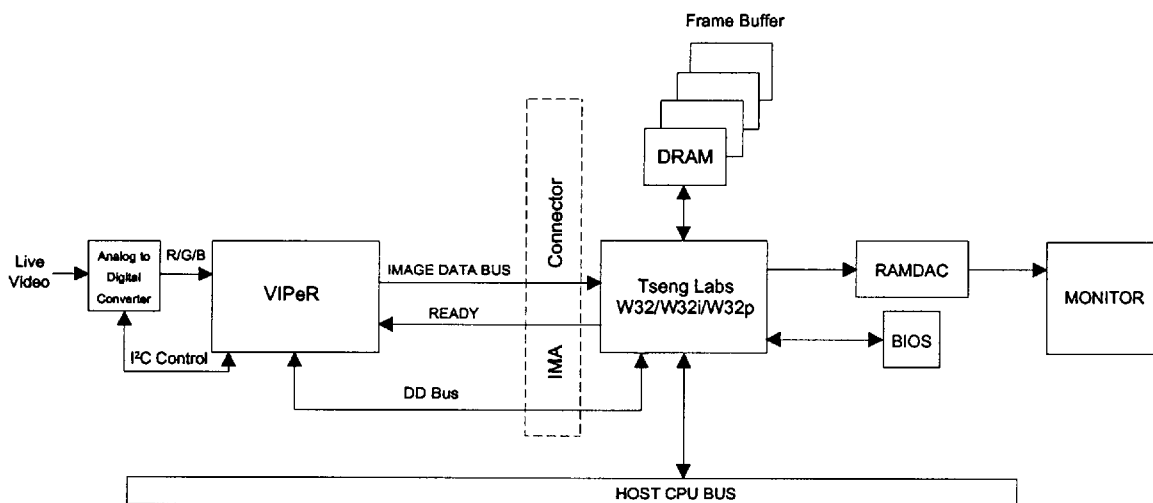 Frame Buffer
DRAM
Connector
IMA
Live
Video
Analog to
Digital
Converter
R/G/B
VIPeR
IMAGE DATA BUS
READY
I²C Control
DD Bus
Tseng Labs
W32/W32i/W32p
RAMDAC
BIOS
MONITOR
HOST CPU BUS